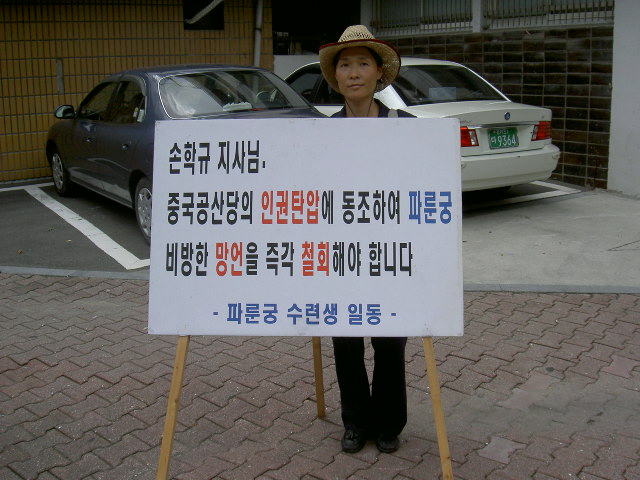 손학규 지사님.
중국공산당의 인권탄압에 동조하여 파룬궁
비방한 망언을 즉각 철회해야 합니다
- 파룬궁 수련생 일동 -
9364